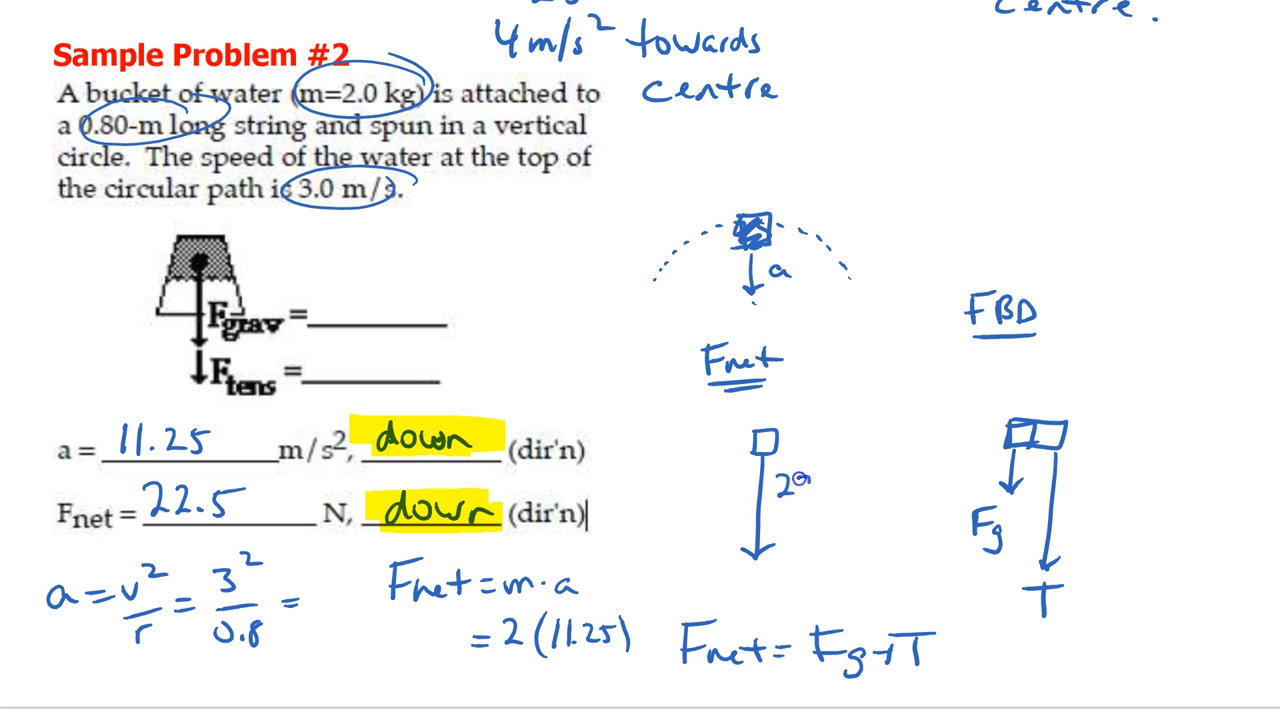 centre.
4 m/s² towards
centre
Sample Problem #2
A bucket of water (m=2.0 kg) is attached to
a 0.80-m long string and spun in a vertical
circle. The speed of the water at the top of
the circular path is 3.0 m/s.
a
FBD
Fgrav =
Fnet
Ftens =
a = 11.25 m/s², down (dir'n)
2
Fg
Fnet = 22.5 N, down (dir'n)
T
a = v²/r = 3²/0.8 =
Fnet = m · a
= 2 (11.25)
Fnet = Fg + T